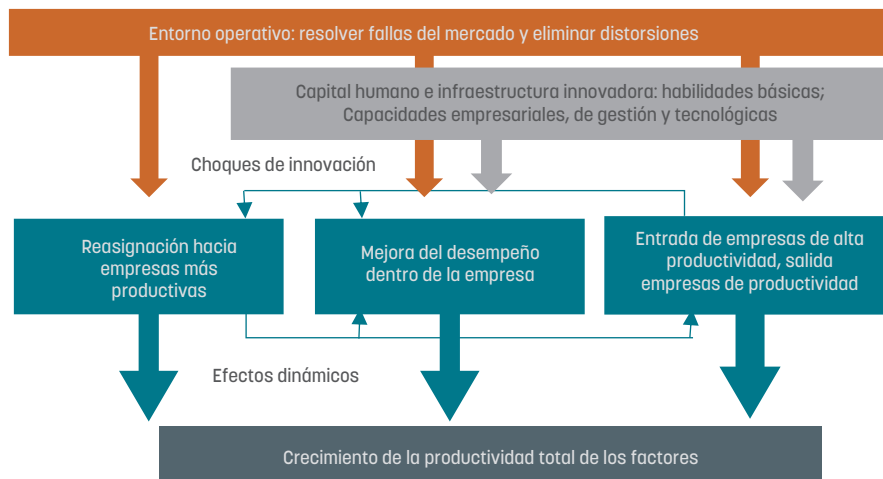 Entorno operativo: resolver fallas del mercado y eliminar distorsiones
Capital humano e infraestructura innovadora: habilidades básicas;
Capacidades empresariales, de gestión y tecnológicas
Choques de innovación
Reasignación hacia
empresas más
productivas
Mejora del desempeño
dentro de la empresa
Entrada de empresas de alta
productividad, salida
empresas de productividad
Efectos dinámicos
Crecimiento de la productividad total de los factores